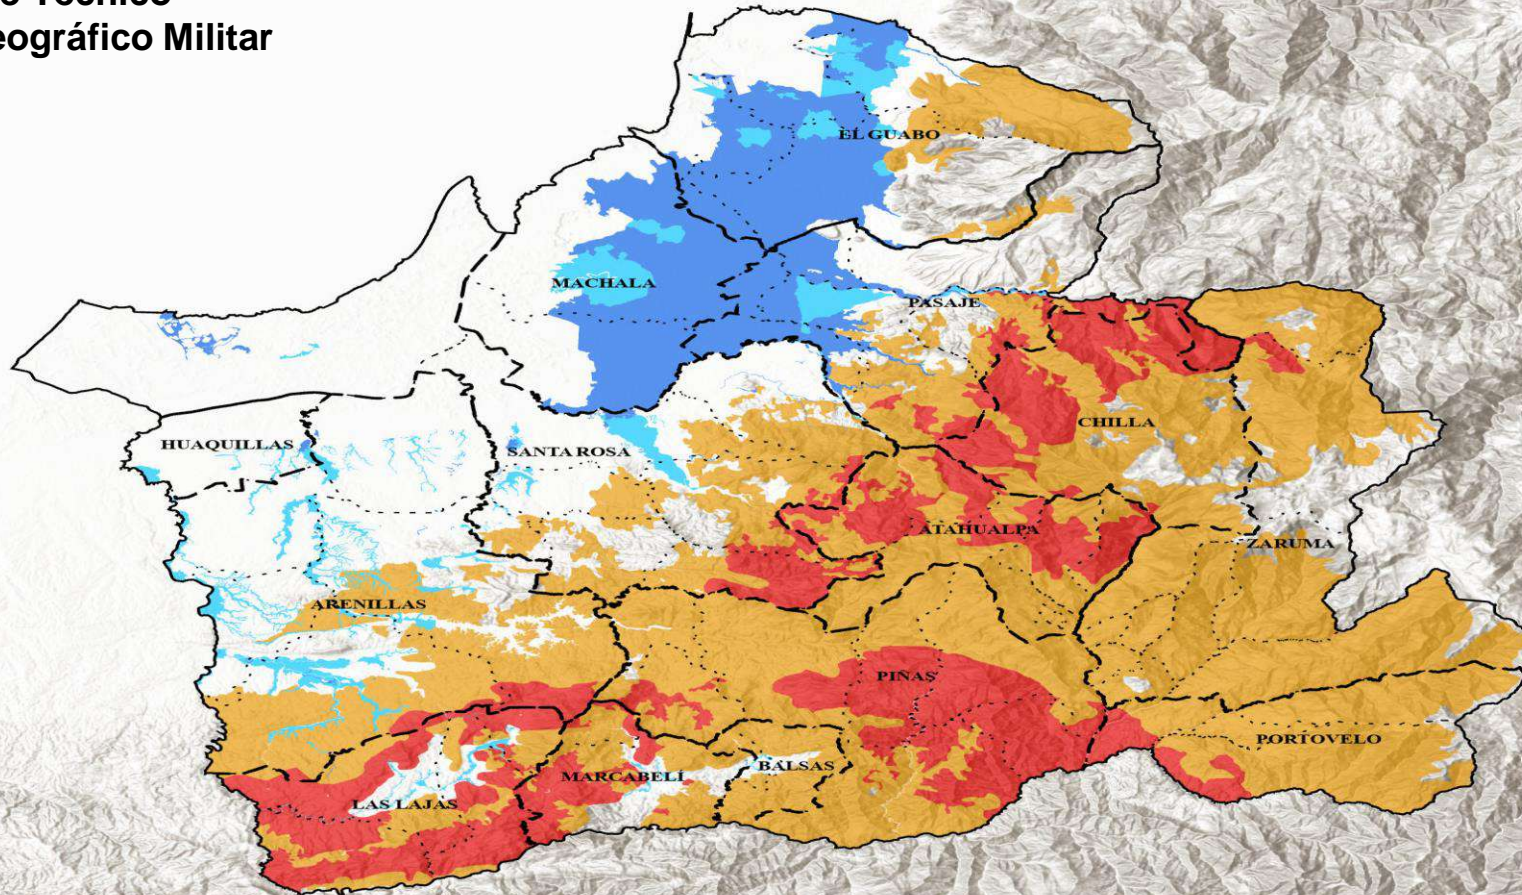 Técnico
eográfico Militar
EL GUABO
MACHALA
PASAJE
HUAQUILLAS
SANTA ROSA
CHILLA
ATAHUALPA
ZARUMA
ARENILLAS
PIÑAS
PORTOVELO
BALSAS
MARCABELÍ
LAS LAJAS